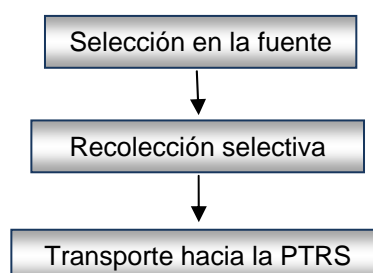 Selección en la fuente
Recolección selectiva
Transporte hacia la PTRS